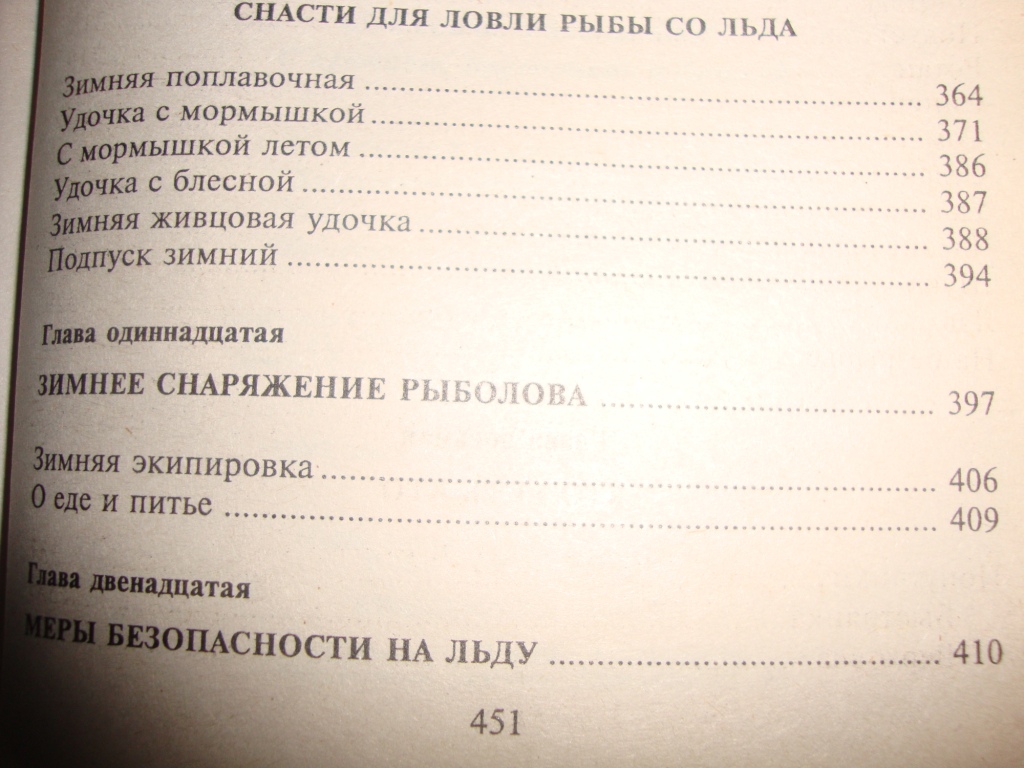 СНАСТИ ДЛЯ ЛОВЛИ РЫБЫ СО ЛЬДА
Зимняя поплавочная ........ 364
Удочка с мормышкой ........ 371
С мормышкой летом ........ 386
Удочка с блесной ........ 387
Зимняя живцовая удочка ........ 388
Подпуск зимний ........ 394
Глава одиннадцатая
ЗИМНЕЕ СНАРЯЖЕНИЕ РЫБОЛОВА ........ 397
Зимняя экипировка ........ 406
О еде и питье ........ 409
Глава двенадцатая
МЕРЫ БЕЗОПАСНОСТИ НА ЛЬДУ ........ 410
451